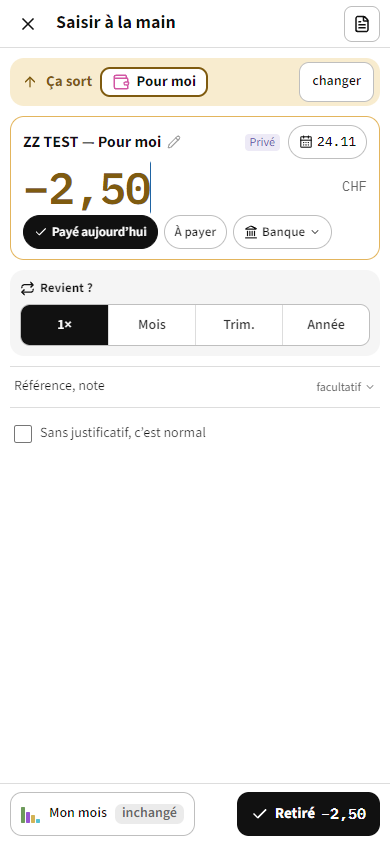 Saisir à la main
Ça sort Pour moi changer
ZZ TEST — Pour moi Privé 24.11
−2,50 CHF
Payé aujourd’hui À payer Banque
Revient ?
1× Mois Trim. Année
Référence, note facultatif
Sans justificatif, c’est normal
Mon mois inchangé Retiré −2,50